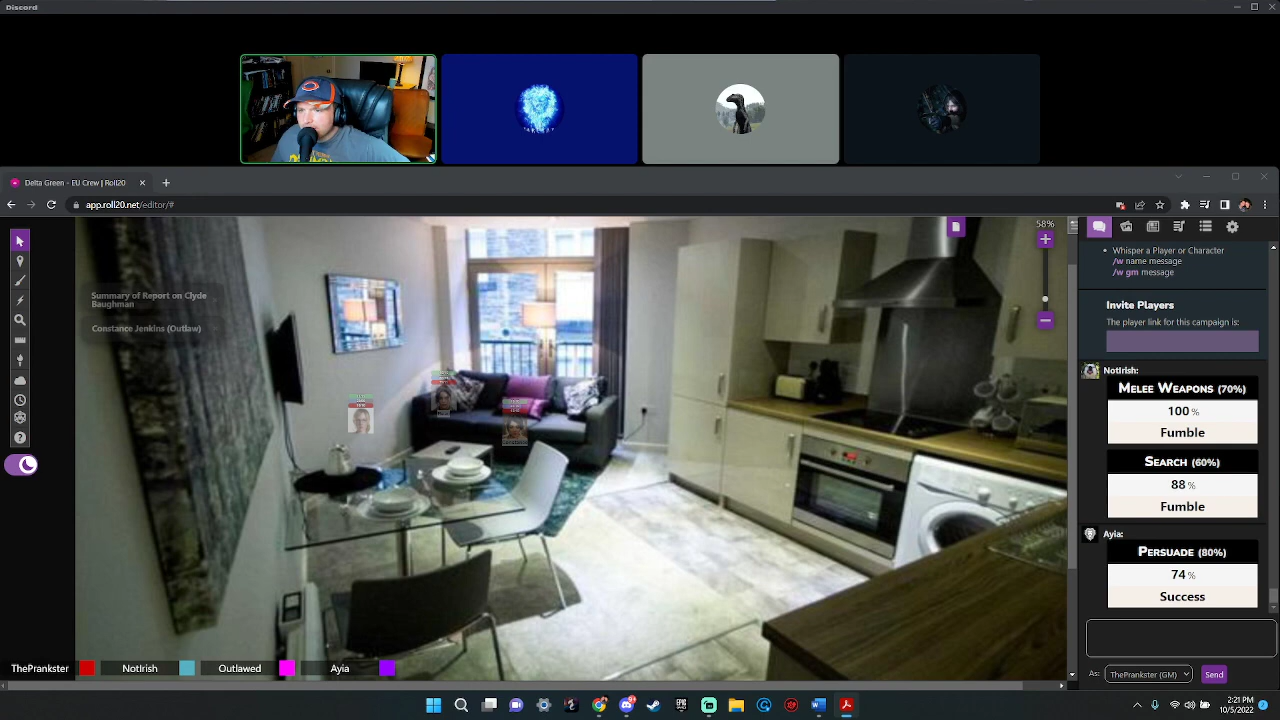 Discord
Delta Green - EU Crew | Roll20
app.roll20.net/editor/#
58%
Summary of Report on Clyde
Baughman
Constance Jenkins (Outlaw)
Whisper a Player or Character
/w name message
/w gm message
Invite Players
The player link for this campaign is:
NotIrish:
MELEE WEAPONS (70%)
100 %
Fumble
SEARCH (60%)
88 %
Fumble
Ayia:
PERSUADE (80%)
74 %
Success
As: ThePrankster (GM) Send
ThePrankster NotIrish Outlawed Ayia
2:21 PM
10/5/2022